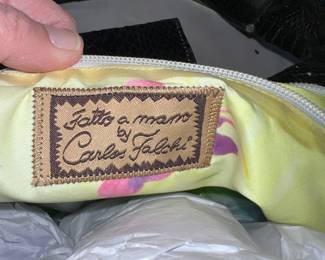 Fatto a mano
by
Carlos Falchi